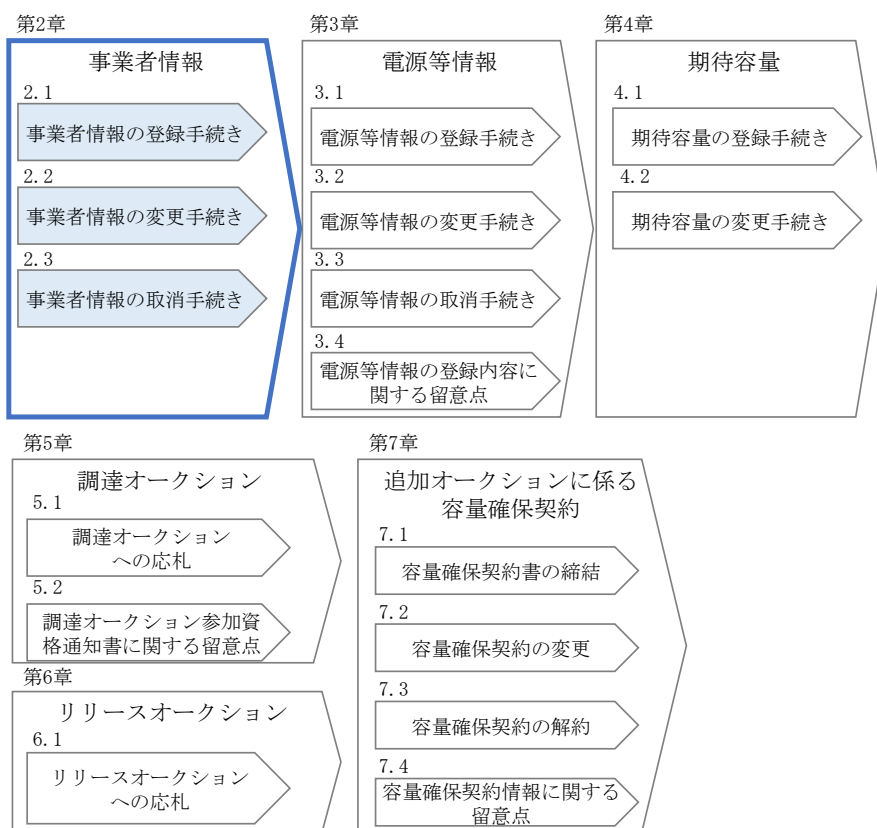 第2章
事業者情報
2.1
事業者情報の登録手続き
2.2
事業者情報の変更手続き
2.3
事業者情報の取消手続き
第3章
電源等情報
3.1
電源等情報の登録手続き
3.2
電源等情報の変更手続き
3.3
電源等情報の取消手続き
3.4
電源等情報の登録内容に
関する留意点
第4章
期待容量
4.1
期待容量の登録手続き
4.2
期待容量の変更手続き
第5章
調達オークション
5.1
調達オークション
への応札
5.2
調達オークション参加資
格通知書に関する留意点
第6章
リリースオークション
6.1
リリースオークション
への応札
第7章
追加オークションに係る
容量確保契約
7.1
容量確保契約書の締結
7.2
容量確保契約の変更
7.3
容量確保契約の解約
7.4
容量確保契約情報に関する
留意点